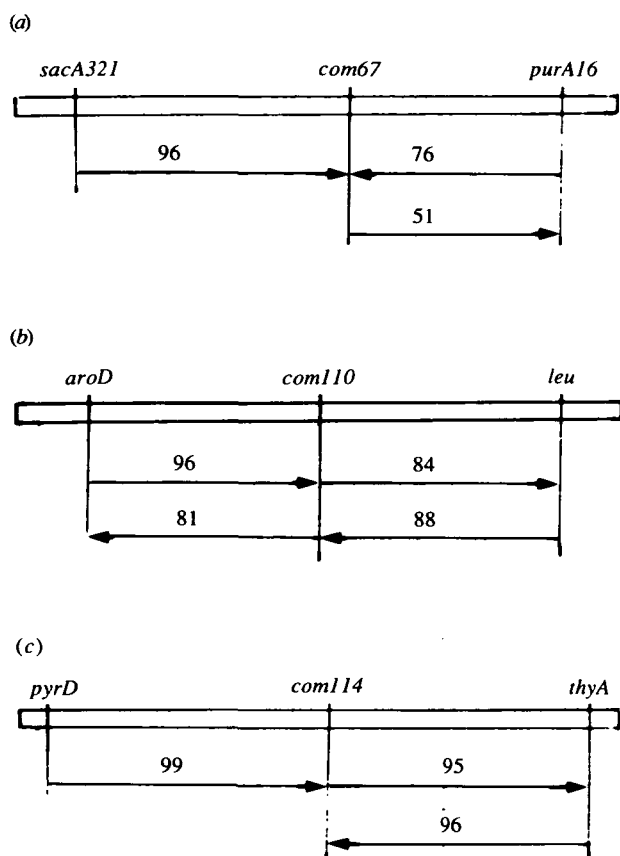 (a)
sacA321 com67 purA16
96 76
51
(b)
aroD com110 leu
96 84
81 88
(c)
pyrD com114 thyA
99 95
96